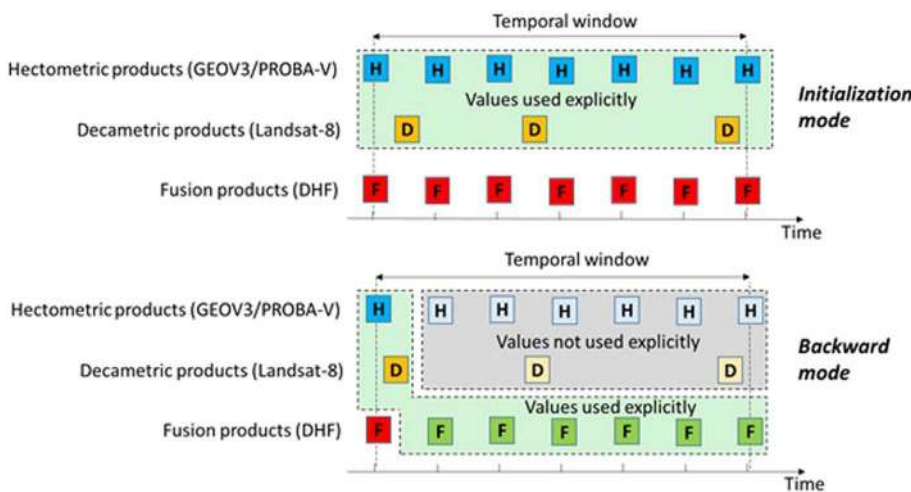 Temporal window
Hectometric products (GEOV3/PROBA-V)
H H H H H H H
Values used explicitly
Initialization
mode
Decametric products (Landsat-8)
D D D
Fusion products (DHF)
F F F F F F F
Time
Temporal window
Hectometric products (GEOV3/PROBA-V)
H H H H H H H
Values not used explicitly
Backward
mode
Decametric products (Landsat-8)
D D D
Values used explicitly
Fusion products (DHF)
F F F F F F F
Time